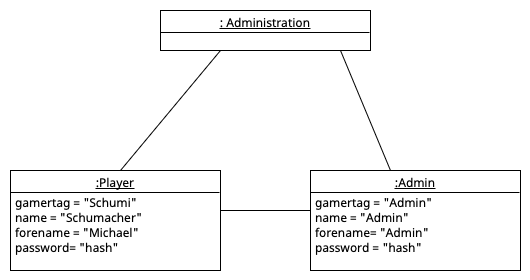 : Administration
:Player
gamertag = "Schumi"
name = "Schumacher"
forename = "Michael"
password= "hash"
:Admin
gamertag = "Admin"
name = "Admin"
forename= "Admin"
password = "hash"